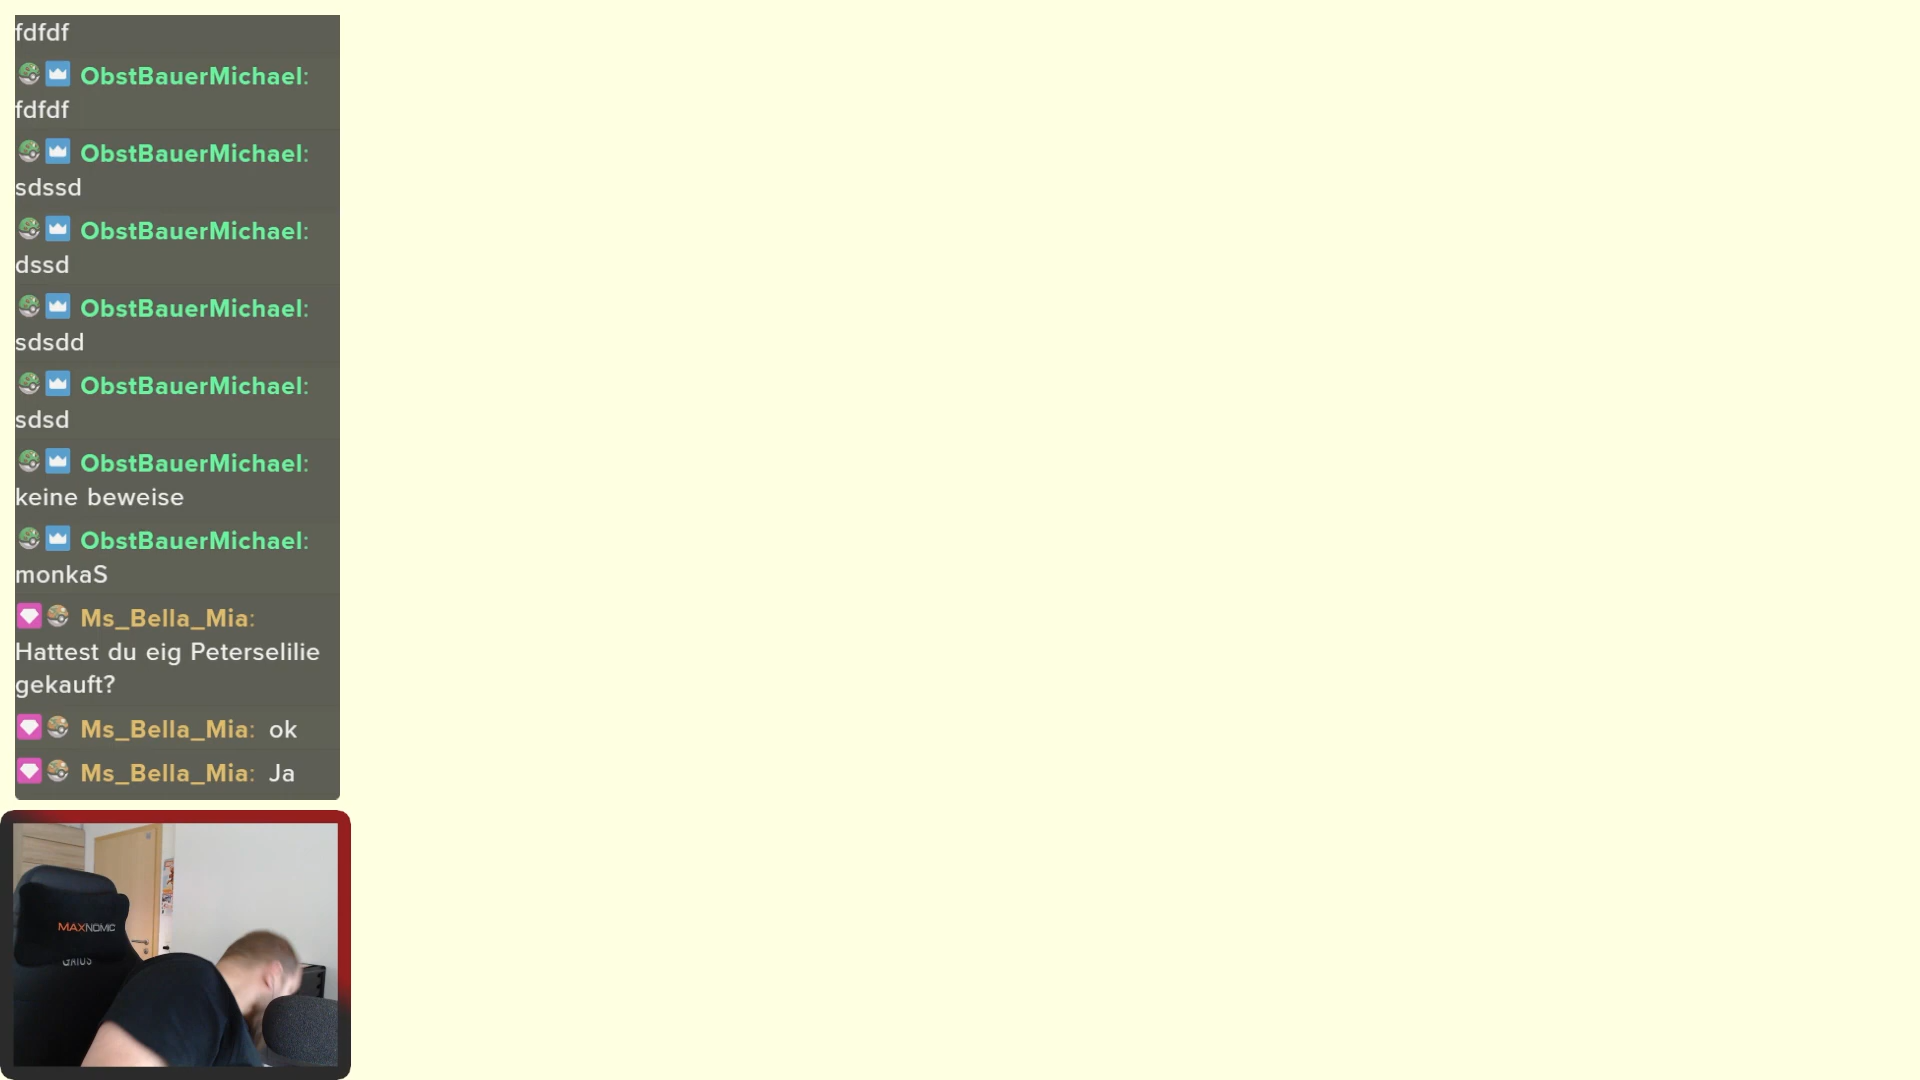 fdfdf
ObstBauerMichael:
fdfdf
ObstBauerMichael:
sdssd
ObstBauerMichael:
dssd
ObstBauerMichael:
sdsdd
ObstBauerMichael:
sdsd
ObstBauerMichael:
keine beweise
ObstBauerMichael:
monkaS
Ms_Bella_Mia:
Hattest du eig Peterselilie
gekauft?
Ms_Bella_Mia: ok
Ms_Bella_Mia: Ja
MAXNOMIC
GAIUS